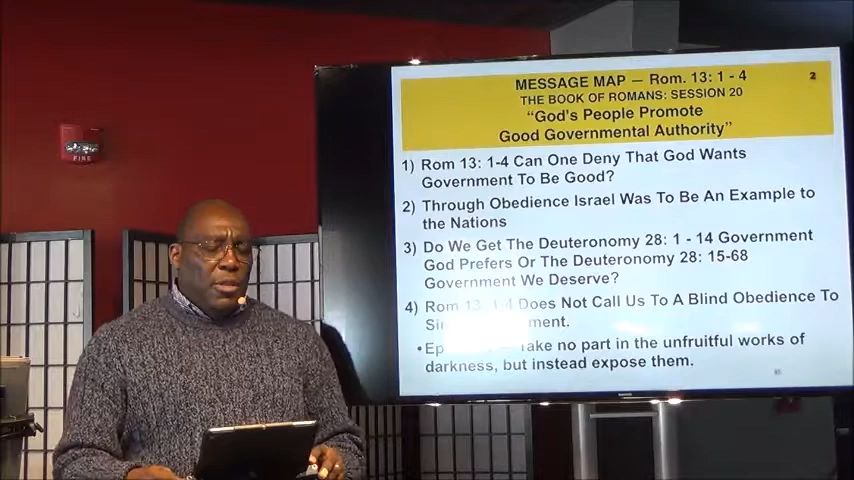 MESSAGE MAP — Rom. 13: 1 - 4
2
THE BOOK OF ROMANS: SESSION 20
"God's People Promote
Good Governmental Authority"
1) Rom 13: 1-4 Can One Deny That God Wants
Government To Be Good?
2) Through Obedience Israel Was To Be An Example to
the Nations
3) Do We Get The Deuteronomy 28: 1 - 14 Government
God Prefers Or The Deuteronomy 28: 15-68
Government We Deserve?
4) Rom 13: 1-4 Does Not Call Us To A Blind Obedience To
• Take no part in the unfruitful works of
darkness, but instead expose them.
FIRE